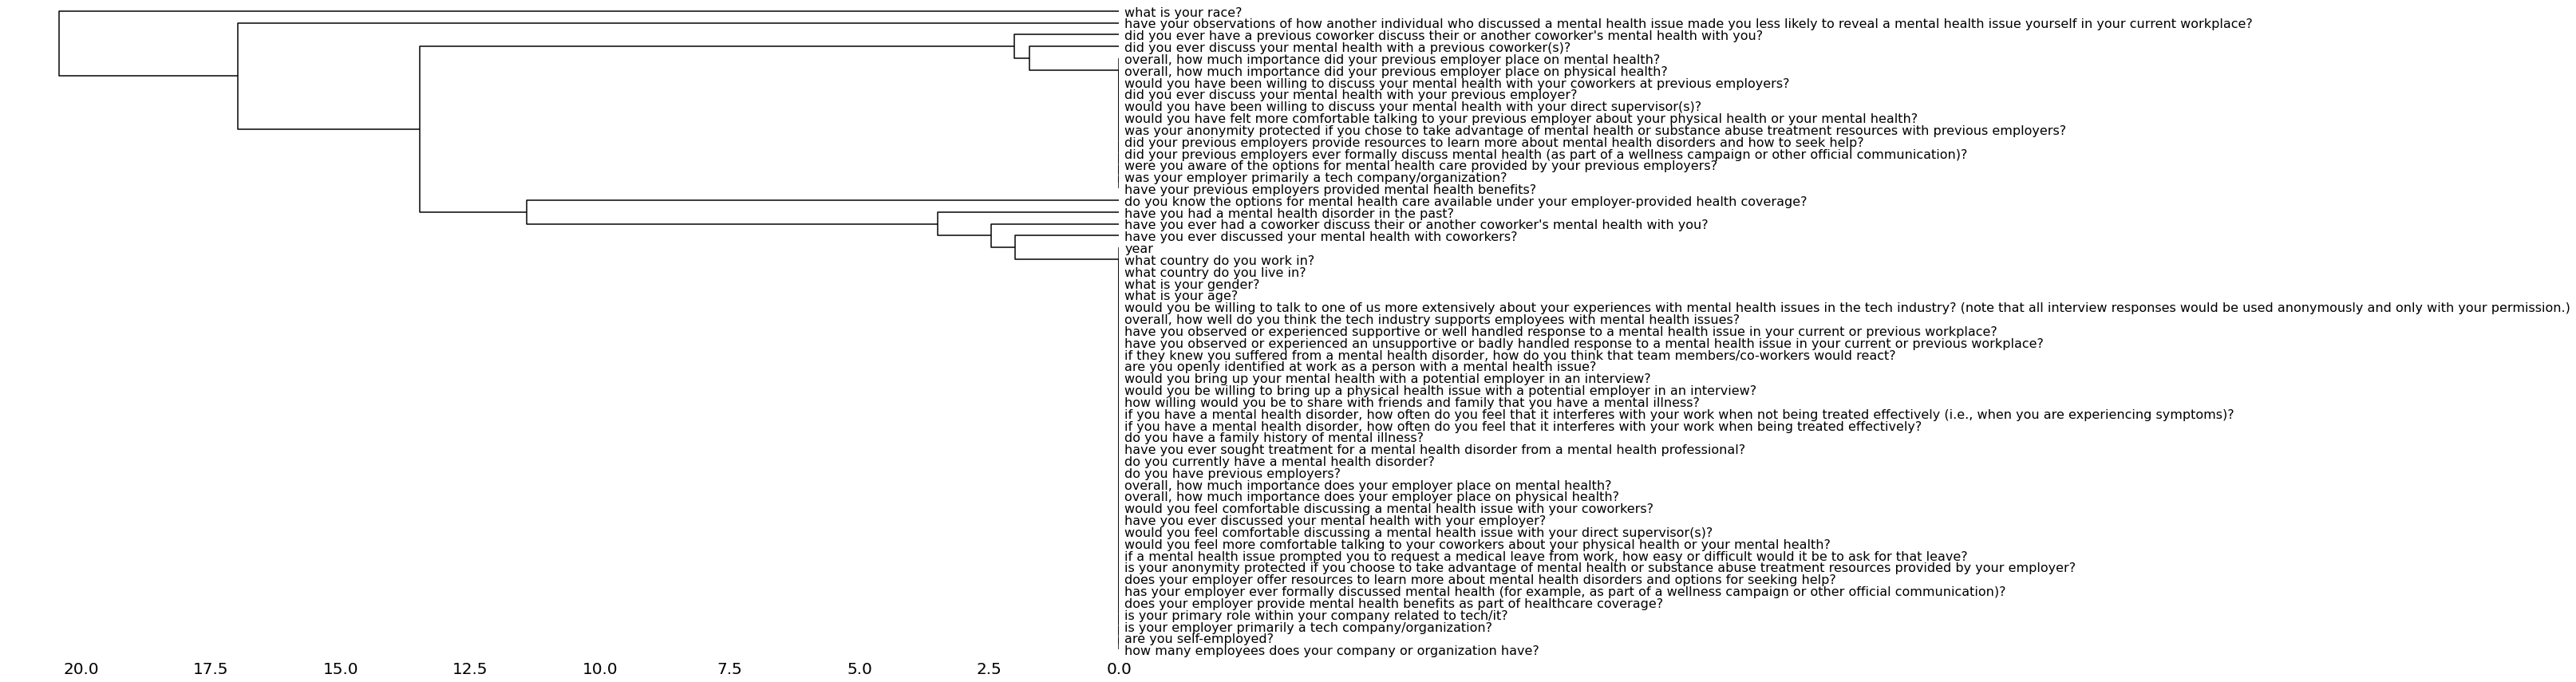 what is your race?
have your observations of how another individual who discussed a mental health issue made you less likely to reveal a mental health issue yourself in your current workplace?
did you ever have a previous coworker discuss their or another coworker's mental health with you?
did you ever discuss your mental health with a previous coworker(s)?
overall, how much importance did your previous employer place on mental health?
overall, how much importance did your previous employer place on physical health?
would you have been willing to discuss your mental health with your coworkers at previous employers?
did you ever discuss your mental health with your previous employer?
would you have been willing to discuss your mental health with your direct supervisor(s)?
would you have felt more comfortable talking to your previous employer about your physical health or your mental health?
was your anonymity protected if you chose to take advantage of mental health or substance abuse treatment resources with previous employers?
did your previous employers provide resources to learn more about mental health disorders and how to seek help?
did your previous employers ever formally discuss mental health (as part of a wellness campaign or other official communication)?
were you aware of the options for mental health care provided by your previous employers?
was your employer primarily a tech company/organization?
have your previous employers provided mental health benefits?
do you know the options for mental health care available under your employer-provided health coverage?
have you had a mental health disorder in the past?
have you ever had a coworker discuss their or another coworker's mental health with you?
have you ever discussed your mental health with coworkers?
year
what country do you work in?
what country do you live in?
what is your gender?
what is your age?
would you be willing to talk to one of us more extensively about your experiences with mental health issues in the tech industry? (note that all interview responses would be used anonymously and only with your permission.)
overall, how well do you think the tech industry supports employees with mental health issues?
have you observed or experienced supportive or well handled response to a mental health issue in your current or previous workplace?
have you observed or experienced an unsupportive or badly handled response to a mental health issue in your current or previous workplace?
if they knew you suffered from a mental health disorder, how do you think that team members/co-workers would react?
are you openly identified at work as a person with a mental health issue?
would you bring up your mental health with a potential employer in an interview?
would you be willing to bring up a physical health issue with a potential employer in an interview?
how willing would you be to share with friends and family that you have a mental illness?
if you have a mental health disorder, how often do you feel that it interferes with your work when not being treated effectively (i.e., when you are experiencing symptoms)?
if you have a mental health disorder, how often do you feel that it interferes with your work when being treated effectively?
do you have a family history of mental illness?
have you ever sought treatment for a mental health disorder from a mental health professional?
do you currently have a mental health disorder?
do you have previous employers?
overall, how much importance does your employer place on mental health?
overall, how much importance does your employer place on physical health?
would you feel comfortable discussing a mental health issue with your coworkers?
have you ever discussed your mental health with your employer?
would you feel comfortable discussing a mental health issue with your direct supervisor(s)?
would you feel more comfortable talking to your coworkers about your physical health or your mental health?
if a mental health issue prompted you to request a medical leave from work, how easy or difficult would it be to ask for that leave?
is your anonymity protected if you choose to take advantage of mental health or substance abuse treatment resources provided by your employer?
does your employer offer resources to learn more about mental health disorders and options for seeking help?
has your employer ever formally discussed mental health (for example, as part of a wellness campaign or other official communication)?
does your employer provide mental health benefits as part of healthcare coverage?
is your primary role within your company related to tech/it?
is your employer primarily a tech company/organization?
are you self-employed?
how many employees does your company or organization have?
20.0 17.5 15.0 12.5 10.0 7.5 5.0 2.5 0.0